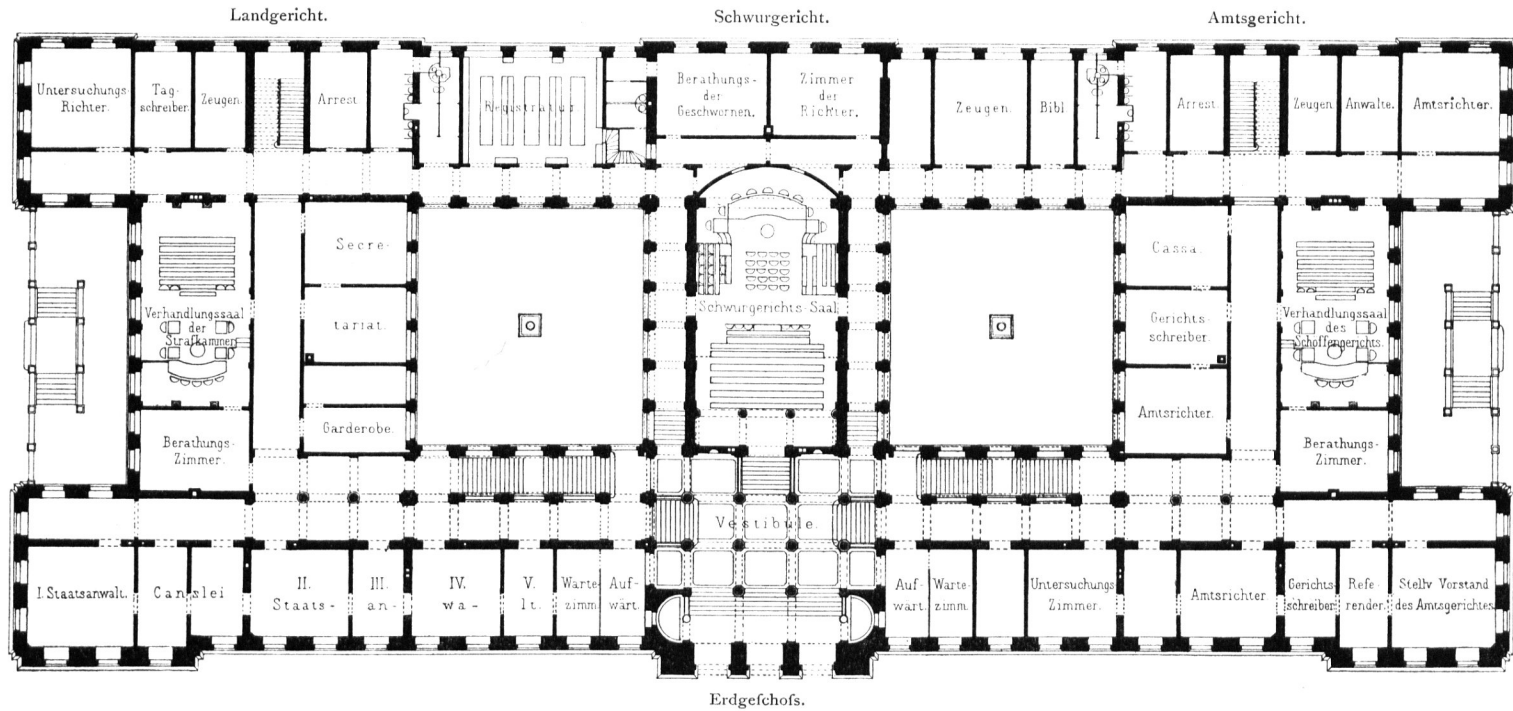 Landgericht. Schwurgericht. Amtsgericht.
Untersuchungs-
Richter.
Tag-
schreiber.
Zeugen.
Arrest.
Registratur
Berathungs-
der
Geschwornen.
Zimmer
der
Richter.
Zeugen.
Bibl
Arrest.
Zeugen.
Anwalte.
Amtsrichter.
Verhandlungssaal
der
Strafkammer
Secre-
tariat.
Garderobe.
Berathungs-
Zimmer.
Schwurgerichts-Saal
Cassa.
Gerichts-
schreiber.
Amtsrichter.
Verhandlungssaal
des
Schöffengerichts.
Berathungs-
Zimmer.
Vestibule.
I. Staatsanwalt.
Canzlei
II.
Staats-
III.
an-
IV.
wa-
V.
lt.
Warte-
zimm.
Auf-
wärt.
Auf-
wärt.
Warte-
zimm.
Untersuchungs
Zimmer.
Amtsrichter
Gerichts-
schreiber
Refe-
rendar.
Stellv Vorstand
des Amtsgerichtes
Erdgeſchoſs.